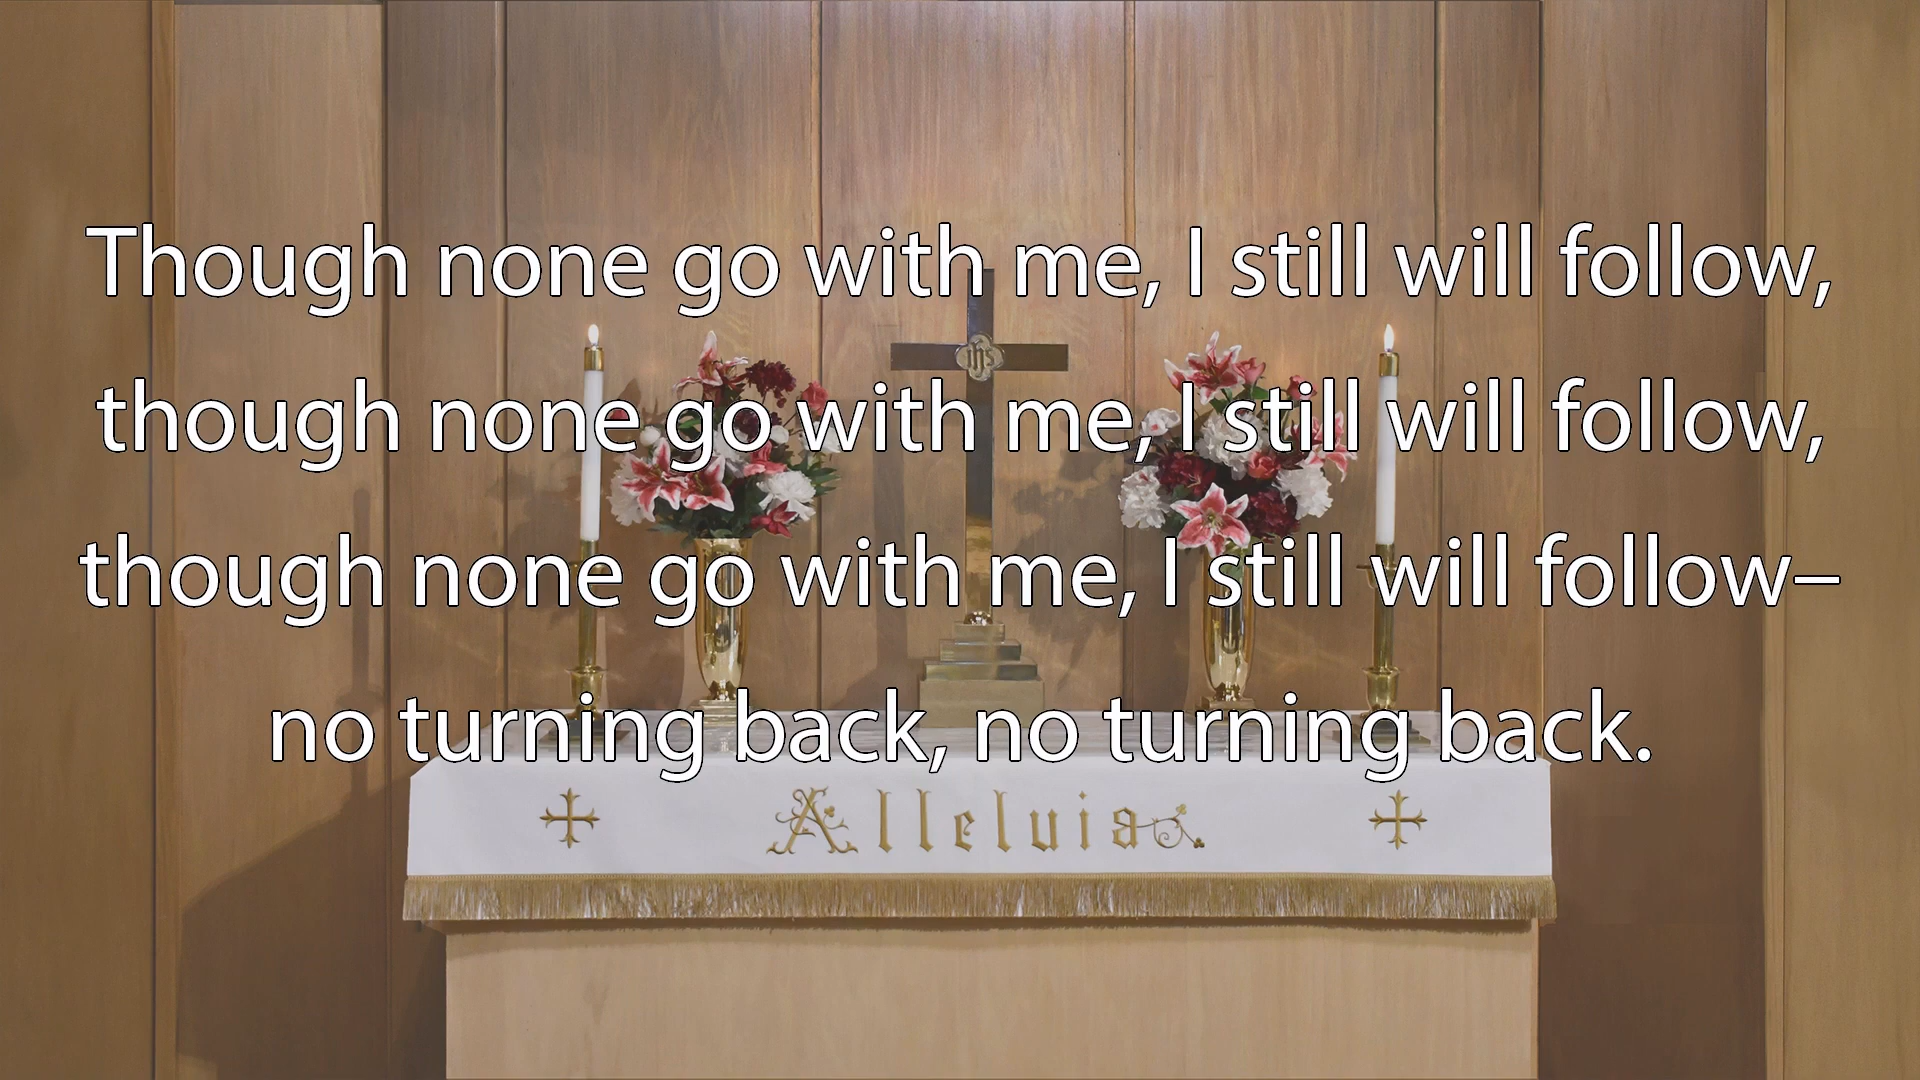 Though none go with me, I still will follow,
ihs
though none go with me, I still will follow,
though none go with me, I still will follow–
no turning back, no turning back.
Alleluia